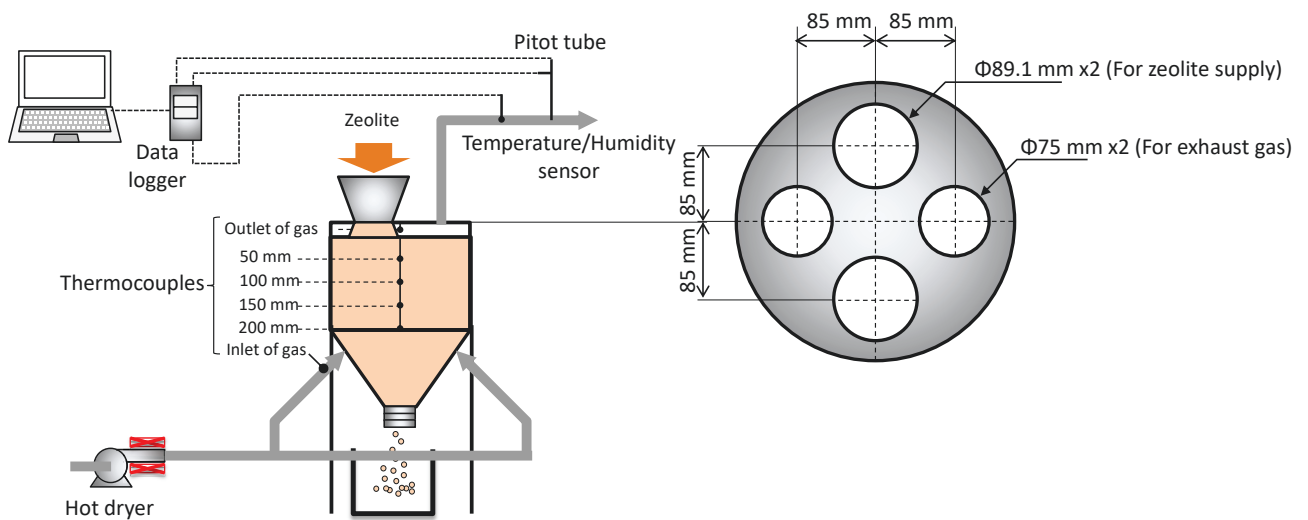 85 mm
85 mm
Pitot tube
Φ89.1 mm x2 (For zeolite supply)
Zeolite
Data
logger
Temperature/Humidity
sensor
Φ75 mm x2 (For exhaust gas)
85 mm
85 mm
Outlet of gas
50 mm
Thermocouples
100 mm
150 mm
200 mm
Inlet of gas
Hot dryer